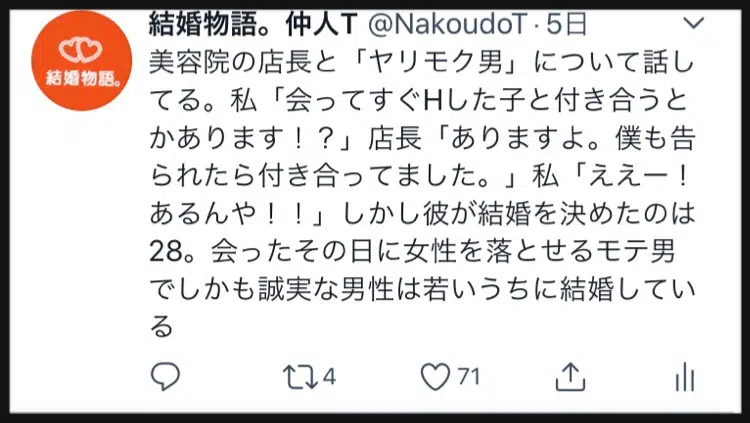 結婚物語。仲人T @NakoudoT · 5日
結婚物語。
美容院の店長と「ヤリモク男」について話し
てる。私「会ってすぐHした子と付き合うと
かあります！？」店長「ありますよ。僕も告
られたら付き合ってました。」私「ええー！
あるんや！！」しかし彼が結婚を決めたのは
28。会ったその日に女性を落とせるモテ男
でしかも誠実な男性は若いうちに結婚してい
る
4 71